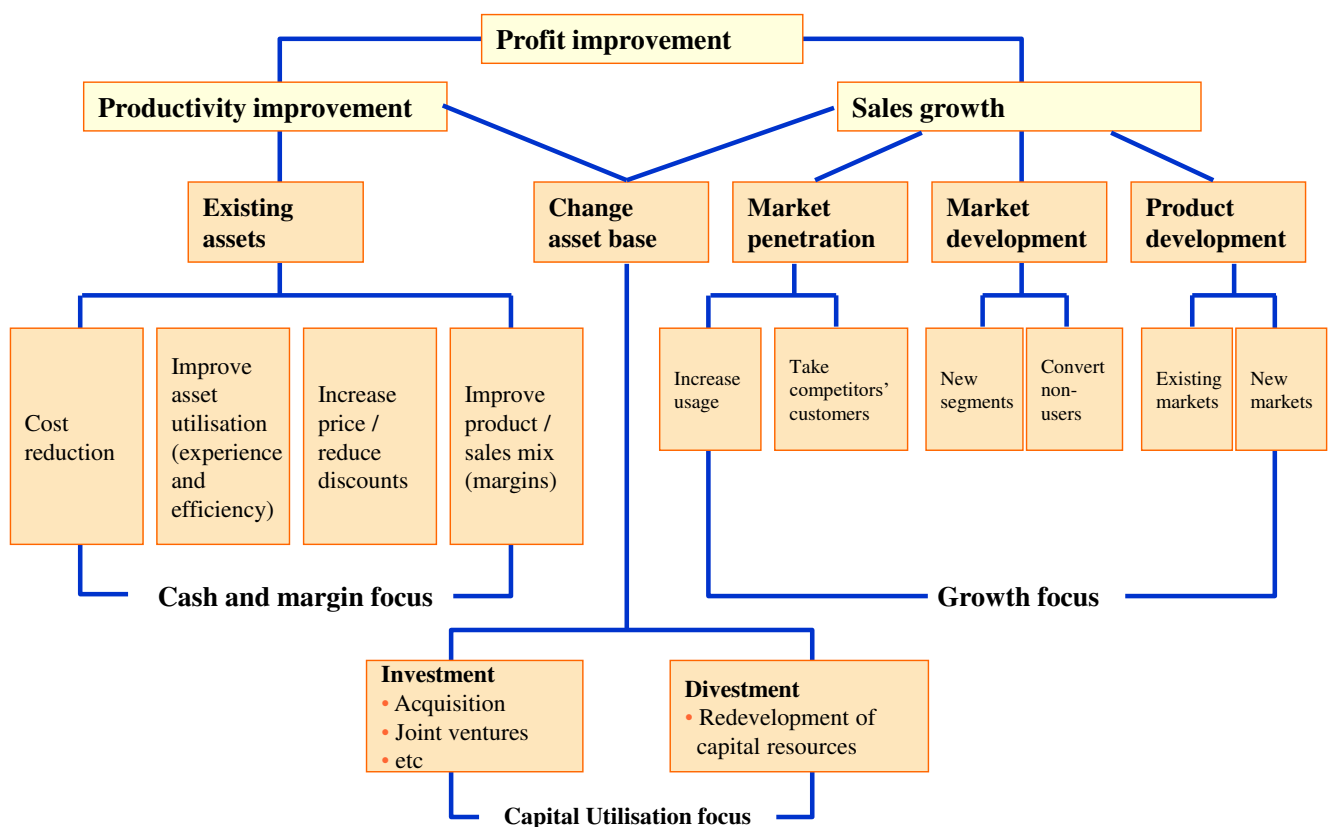 Profit improvement
Productivity improvement
Sales growth
Existing
assets
Change
asset base
Market
penetration
Market
development
Product
development
Cost
reduction
Improve
asset
utilisation
(experience
and
efficiency)
Increase
price /
reduce
discounts
Improve
product /
sales mix
(margins)
Increase
usage
Take
competitors’
customers
New
segments
Convert
non-
users
Existing
markets
New
markets
Cash and margin focus
Growth focus
Investment
• Acquisition
• Joint ventures
• etc
Divestment
• Redevelopment of
capital resources
Capital Utilisation focus